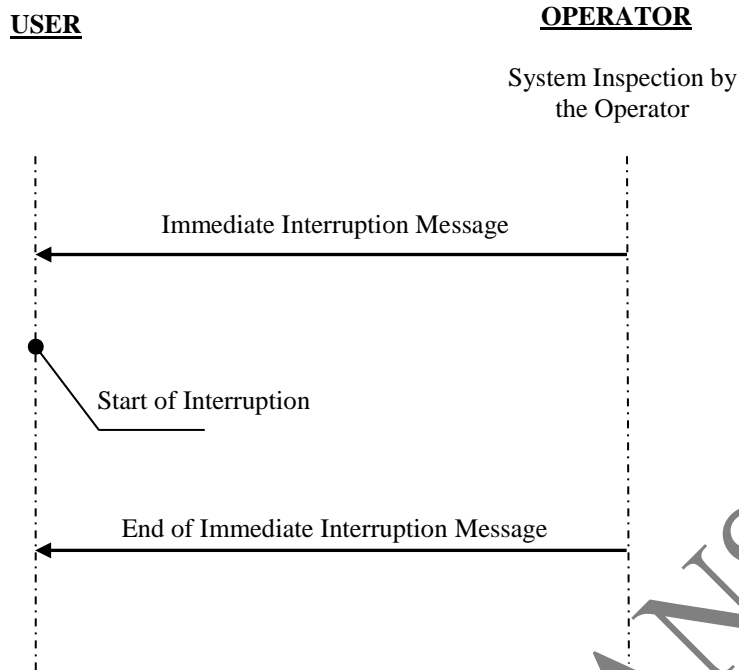 USER
OPERATOR
System Inspection by
the Operator
Immediate Interruption Message
Start of Interruption
End of Immediate Interruption Message